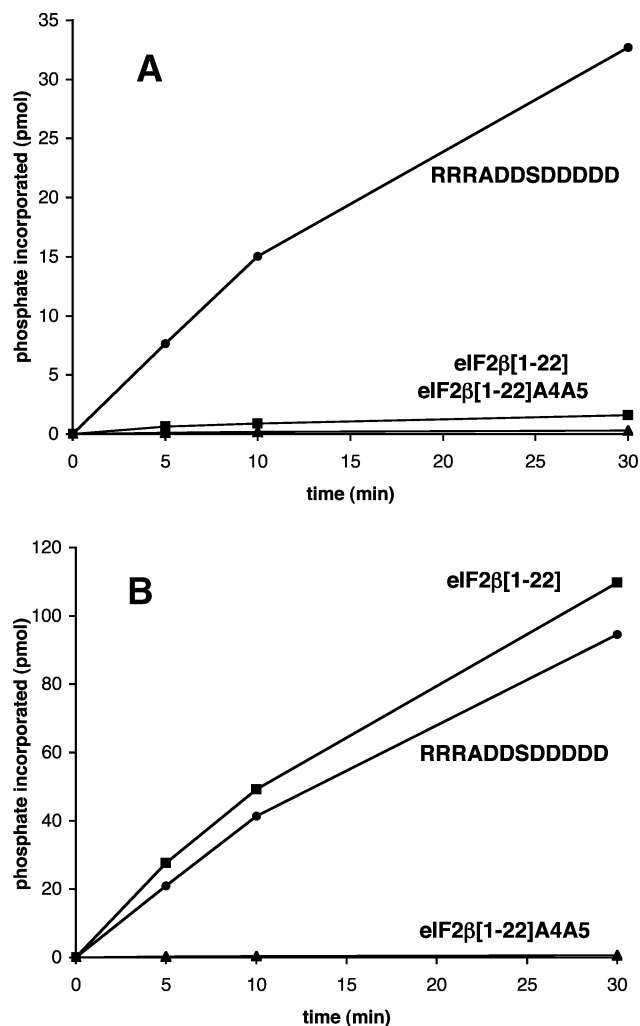 A
phosphate incorporated (pmol)
35
30
25
20
15
10
5
0
RRRADDSDDDDD
eIF2β[1-22]
eIF2β[1-22]A4A5
0 5 10 15 20 25 30
time (min)
B
phosphate incorporated (pmol)
120
100
80
60
40
20
0
eIF2β[1-22]
RRRADDSDDDDD
eIF2β[1-22]A4A5
0 5 10 15 20 25 30
time (min)